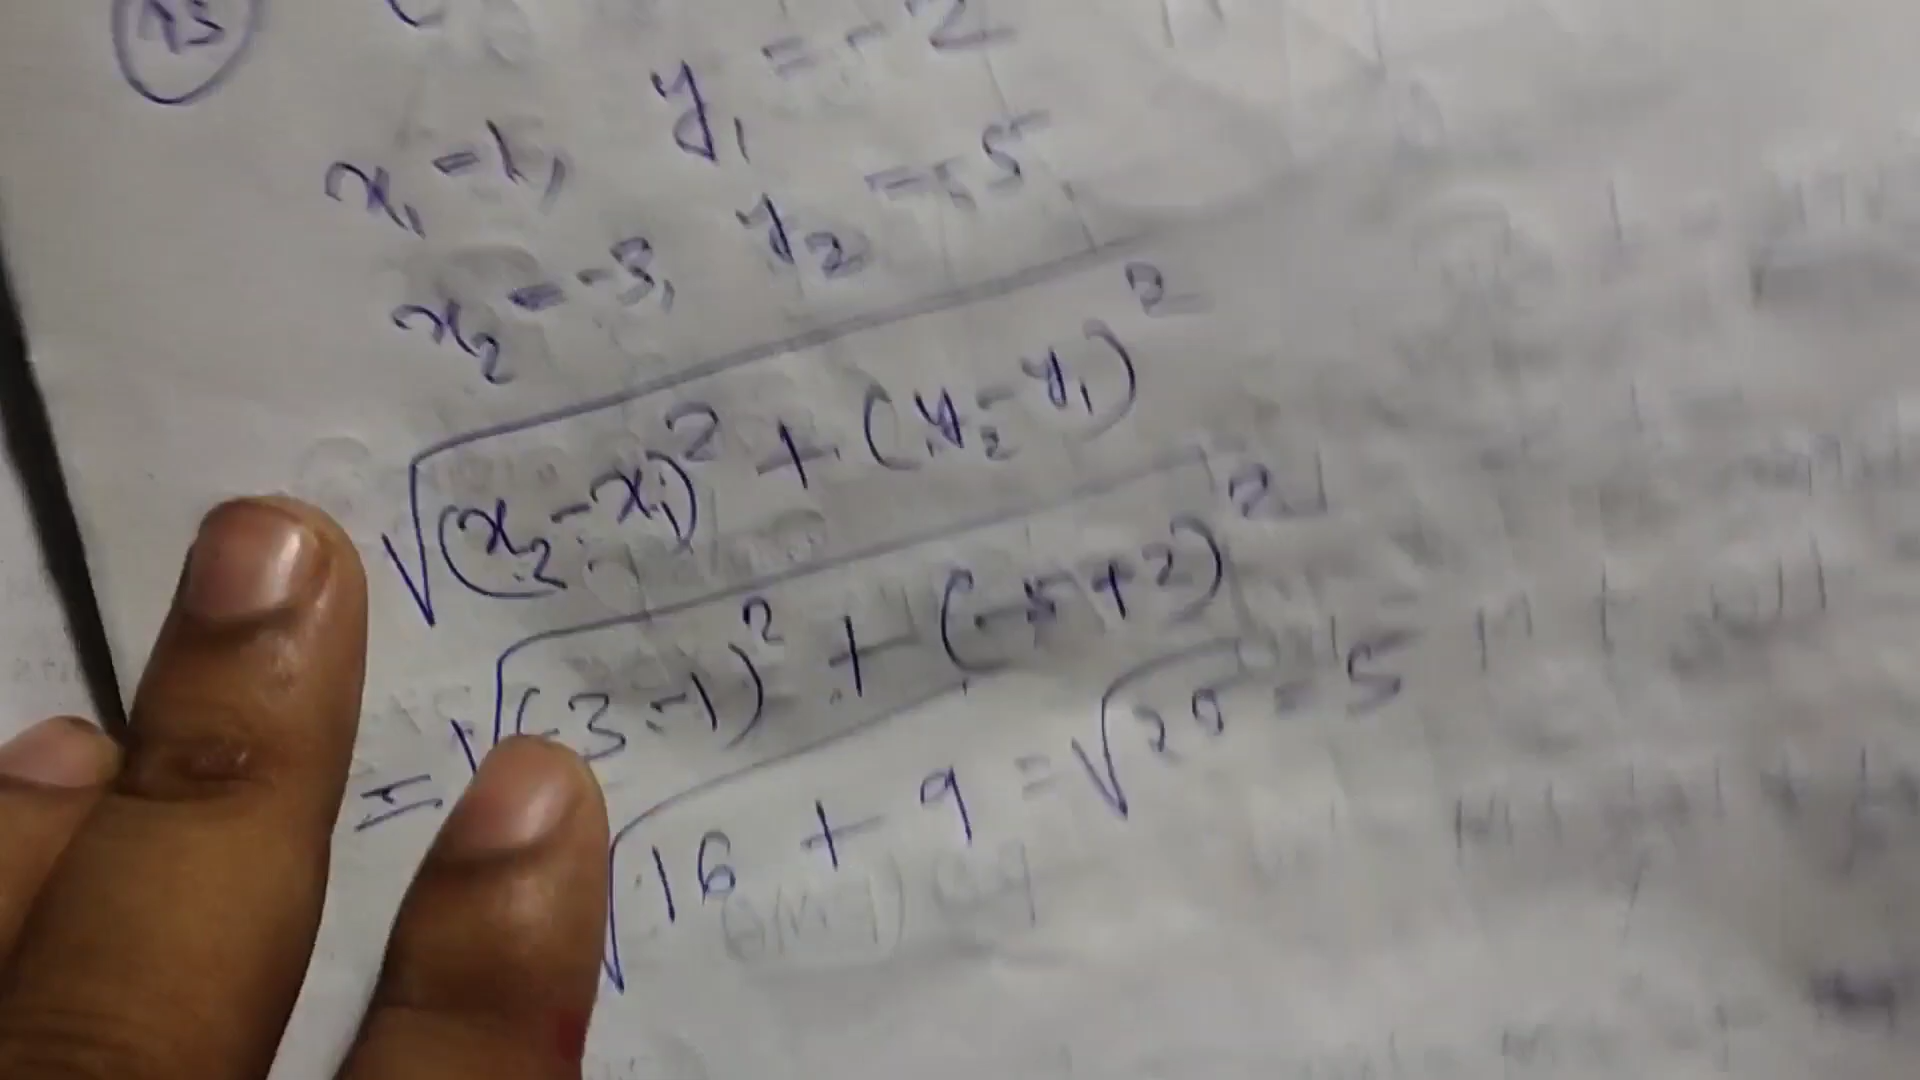 x₁ = 1, y₁ = -2
x₂ = -3, y₂ = -5
√(x₂-x₁)² + (y₂-y₁)²
= √(-3-1)² + (-5+2)²
√16 + 9 = √25 = 5